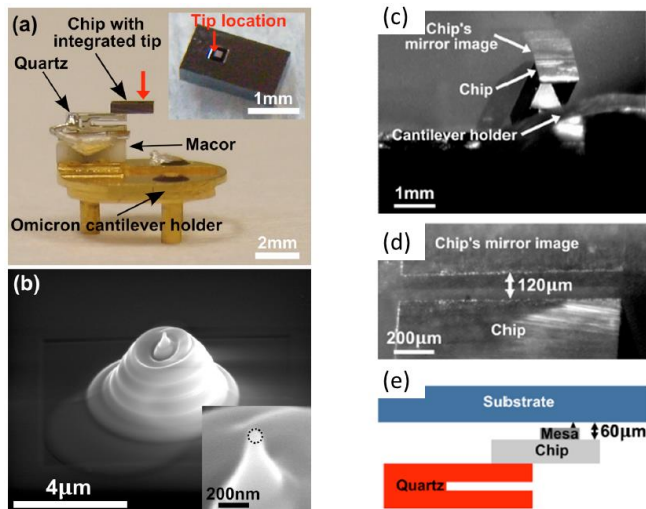 (a)
Chip with
integrated tip
Tip location
Quartz
1mm
Macor
Omicron cantilever holder
2mm
(b)
4μm
200nm
(c)
Chip's
mirror image
Chip
Cantilever holder
1mm
(d)
Chip's mirror image
120μm
Chip
200μm
(e)
Substrate
Mesa
60μm
Chip
Quartz